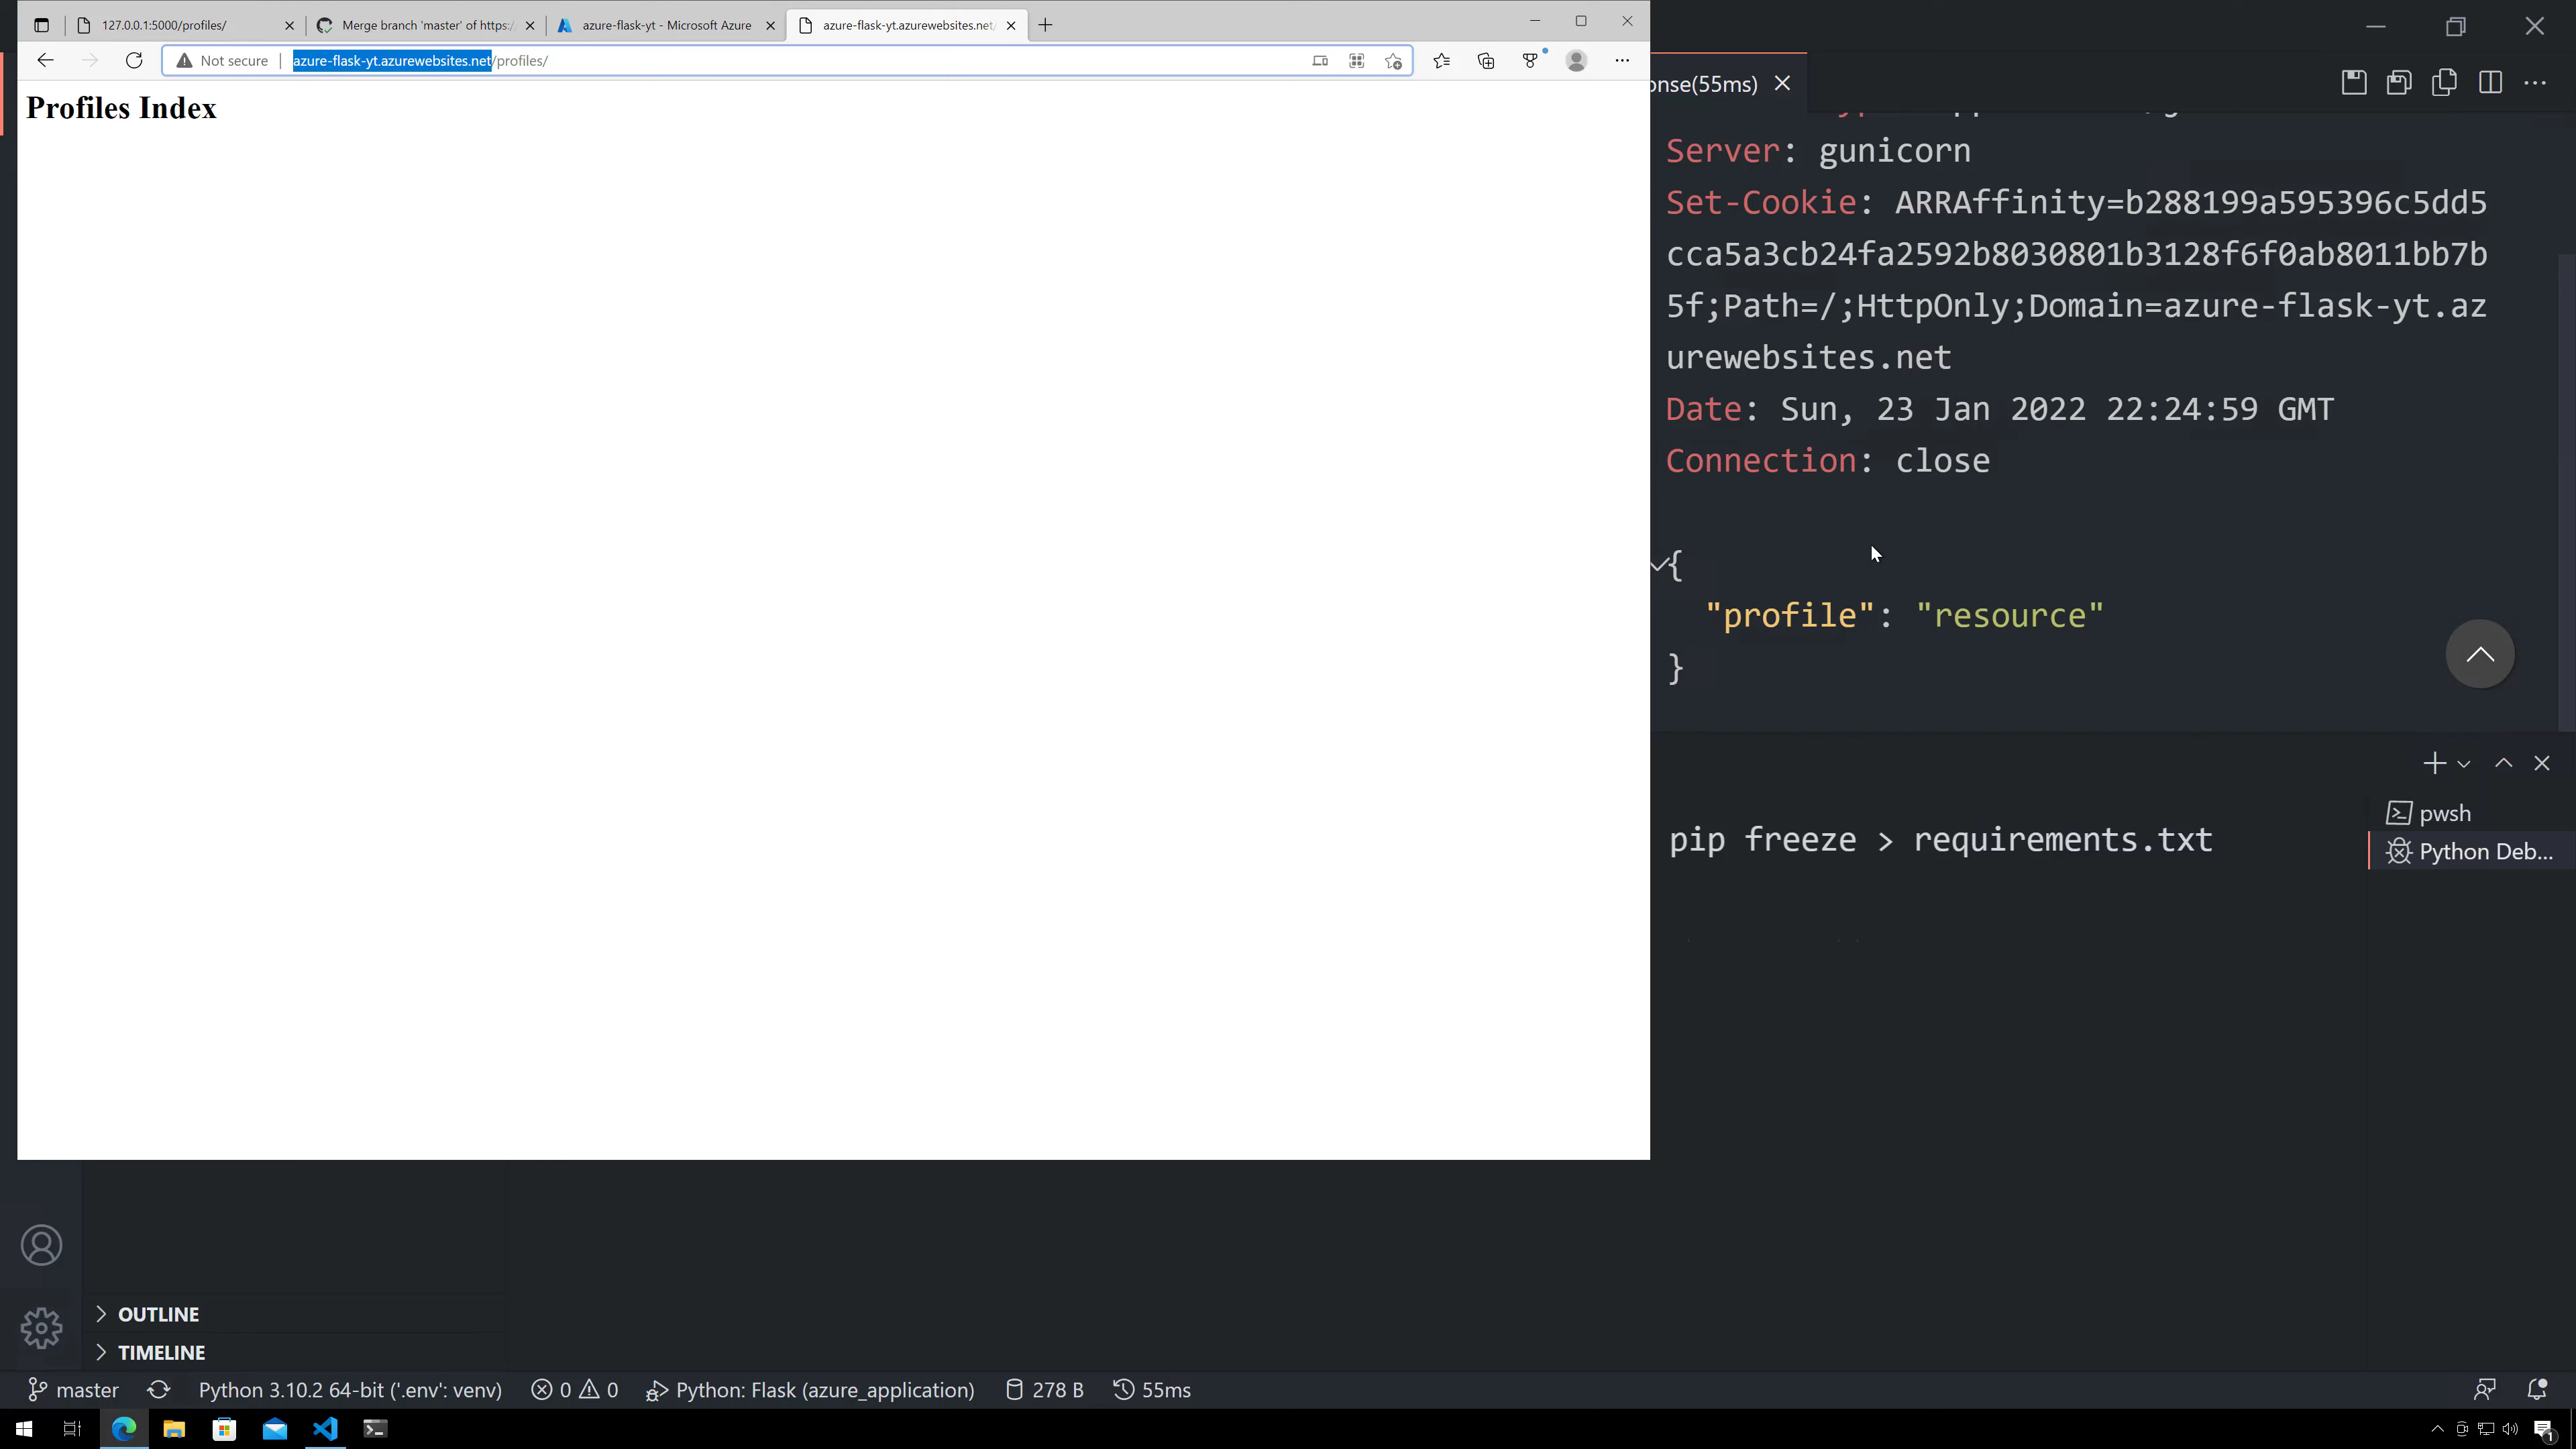 127.0.0.1:5000/profiles/
Merge branch 'master' of https:/
azure-flask-yt - Microsoft Azure
azure-flask-yt.azurewebsites.net/
Not secure
azure-flask-yt.azurewebsites.net/profiles/
Profiles Index
onse(55ms)
Server: gunicorn
Set-Cookie: ARRAffinity=b288199a595396c5dd5
cca5a3cb24fa2592b8030801b3128f6f0ab8011bb7b
5f;Path=/;HttpOnly;Domain=azure-flask-yt.az
urewebsites.net
Date: Sun, 23 Jan 2022 22:24:59 GMT
Connection: close
{
"profile": "resource"
}
pwsh
pip freeze > requirements.txt
Python Deb...
OUTLINE
TIMELINE
master
Python 3.10.2 64-bit ('.env': venv)
0
0
Python: Flask (azure_application)
278 B
55ms
1